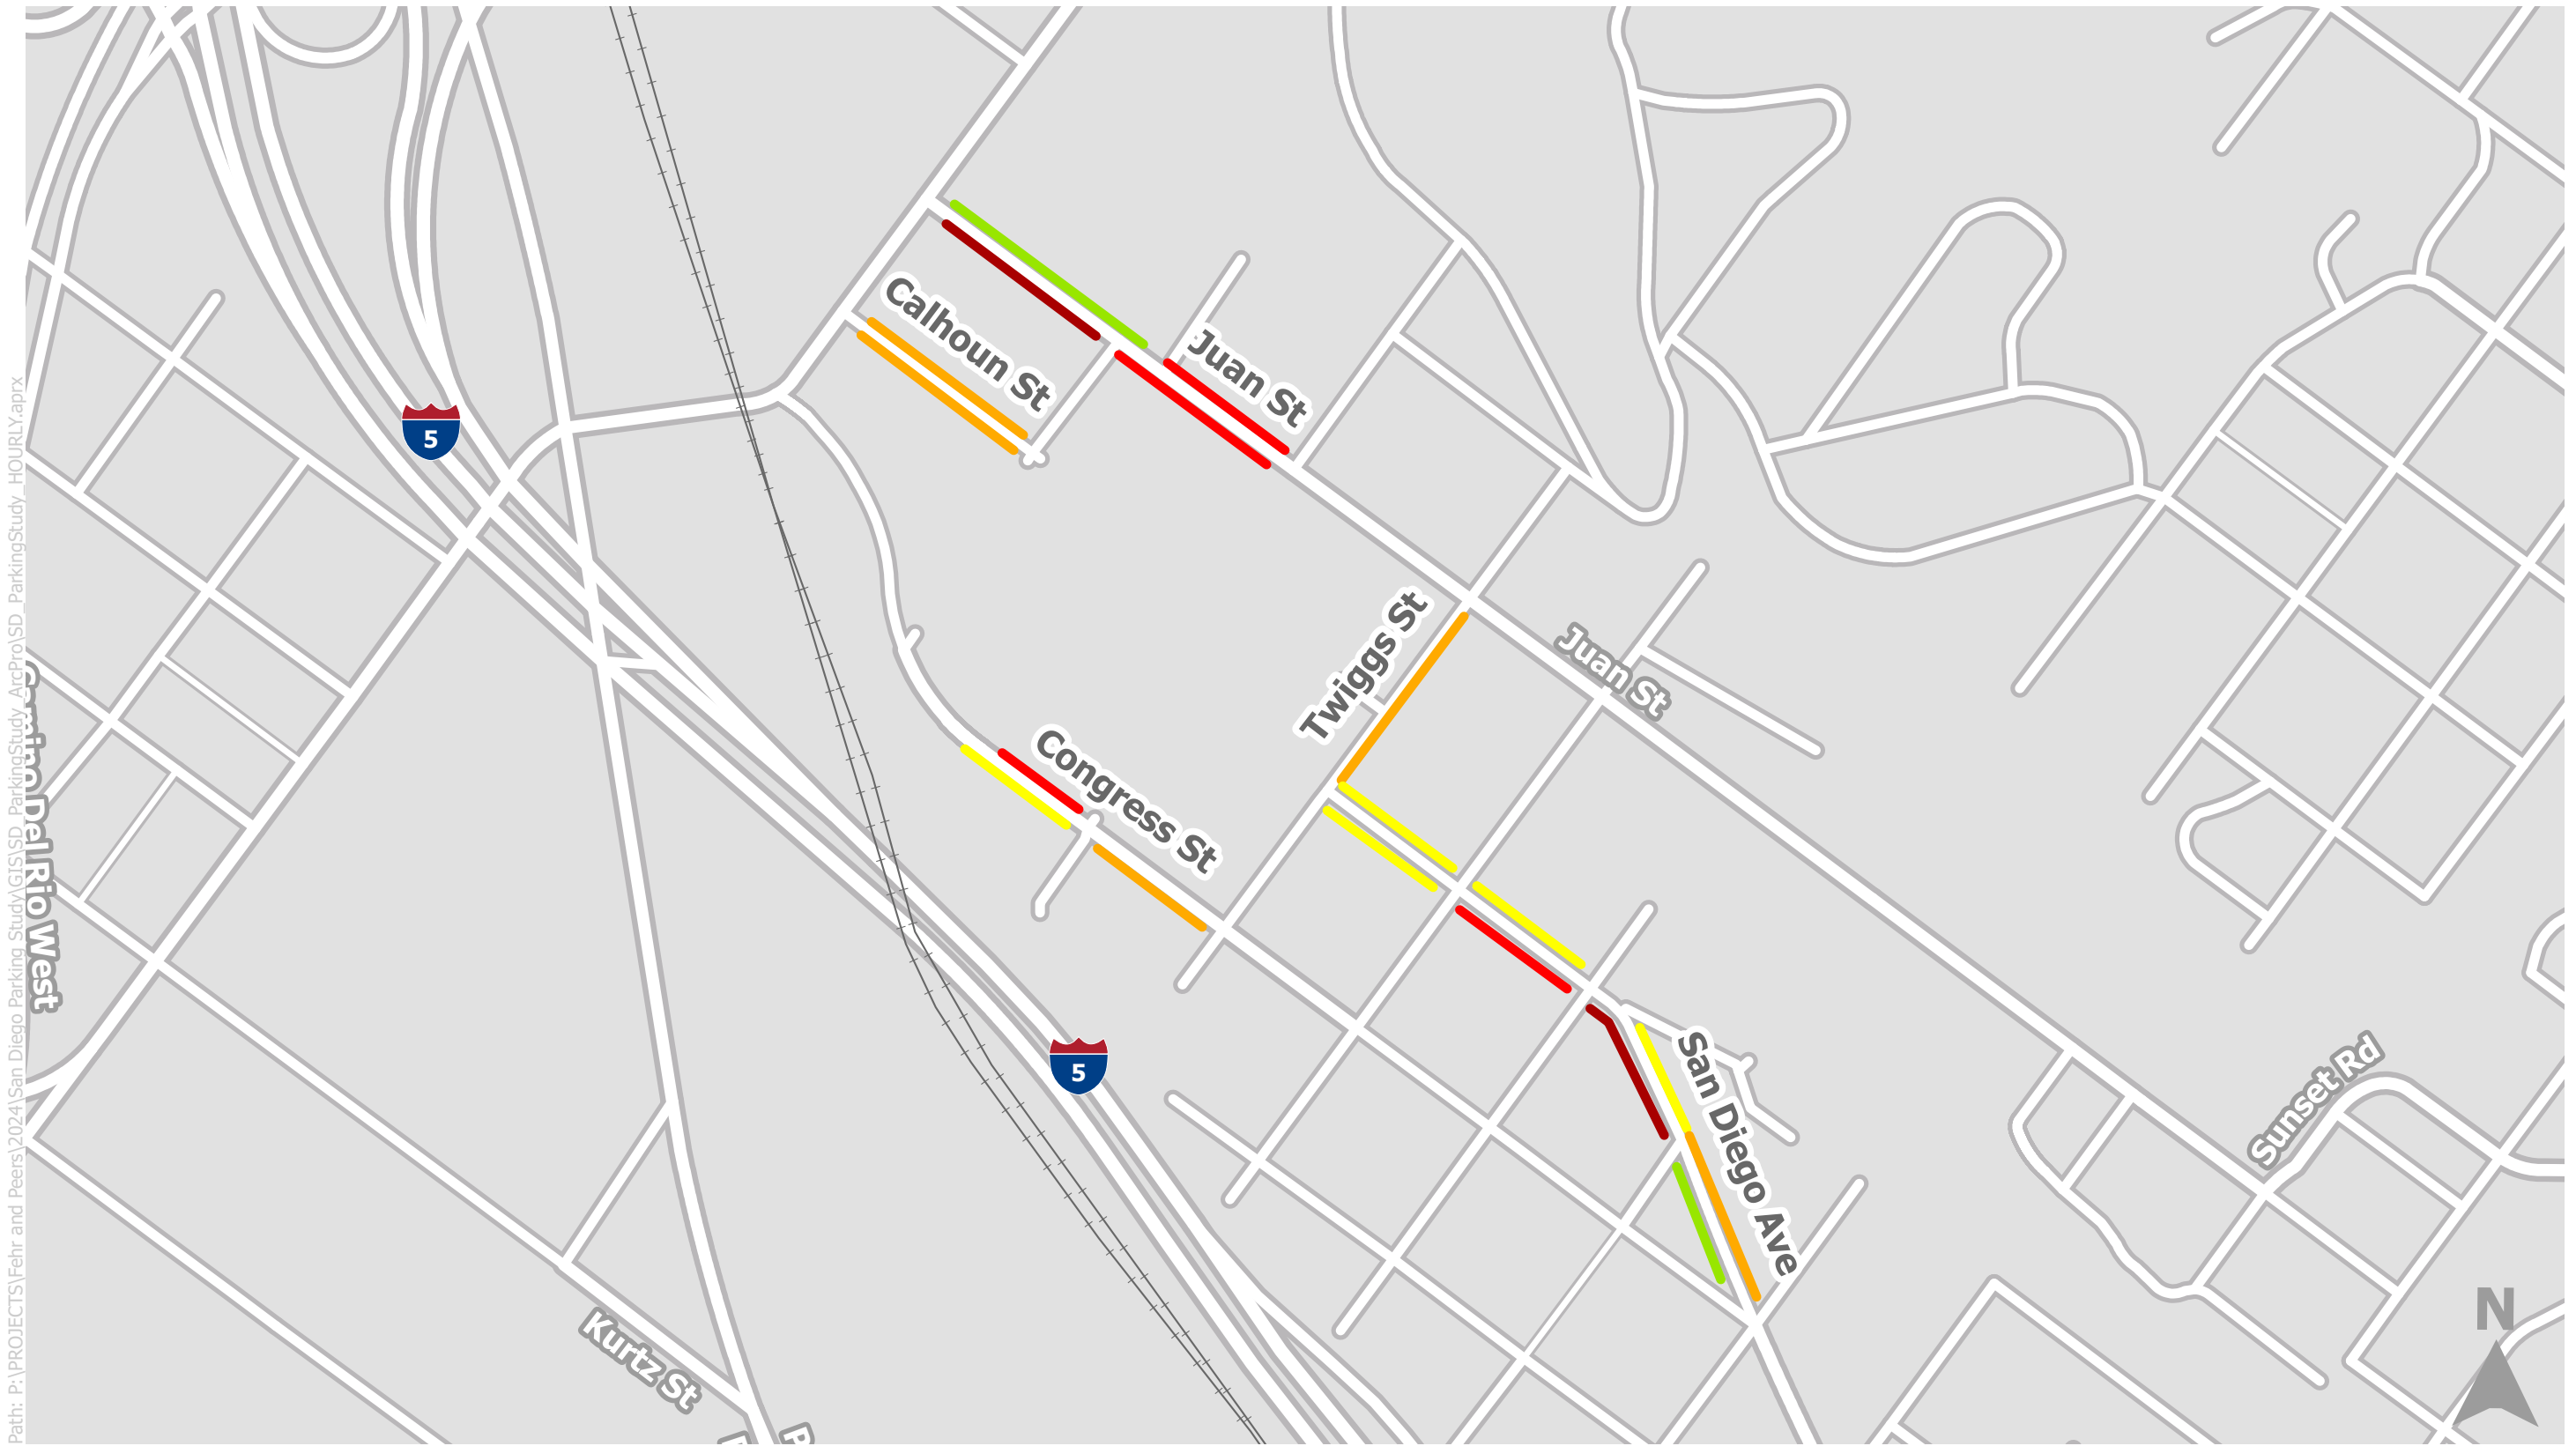 Calhoun St
Juan St
5
Twiggs St
Juan St
Congress St
Camino Del Rio West
San Diego Ave
5
Sunset Rd
Kurtz St
N
Path: P:\PROJECTS\Fehr and Peers\2024\San Diego Parking Study\GIS\SD_ParkingStudy_ArcPro\SD_ParkingStudy_HOURLY.aprx